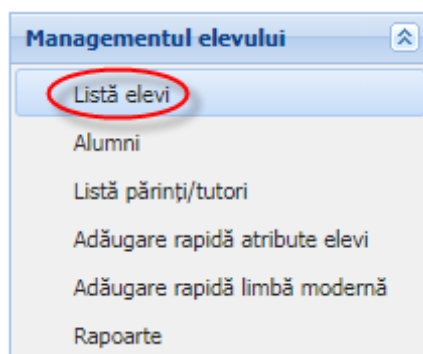 Managementul elevului
Listă elevi
Alumni
Listă părinți/tutori
Adăugare rapidă atribute elevi
Adăugare rapidă limbă modernă
Rapoarte